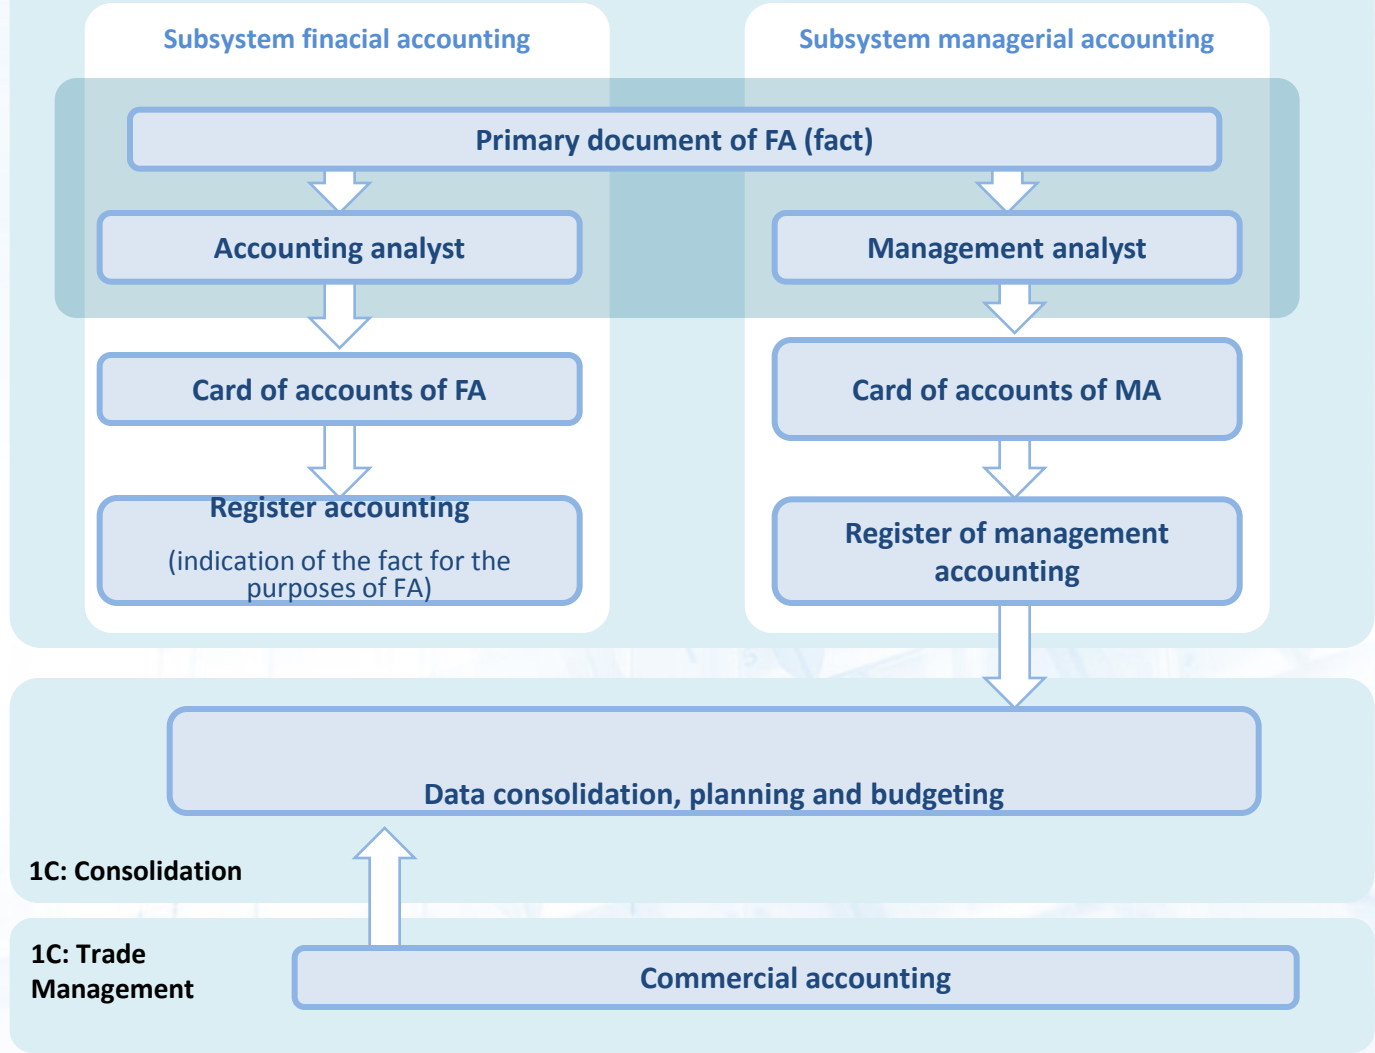 Subsystem finacial accounting
Subsystem managerial accounting
Primary document of FA (fact)
Accounting analyst
Management analyst
Card of accounts of FA
Card of accounts of MA
Register accounting
(indication of the fact for the
purposes of FA)
Register of management
accounting
Data consolidation, planning and budgeting
1C: Consolidation
1C: Trade
Management
Commercial accounting